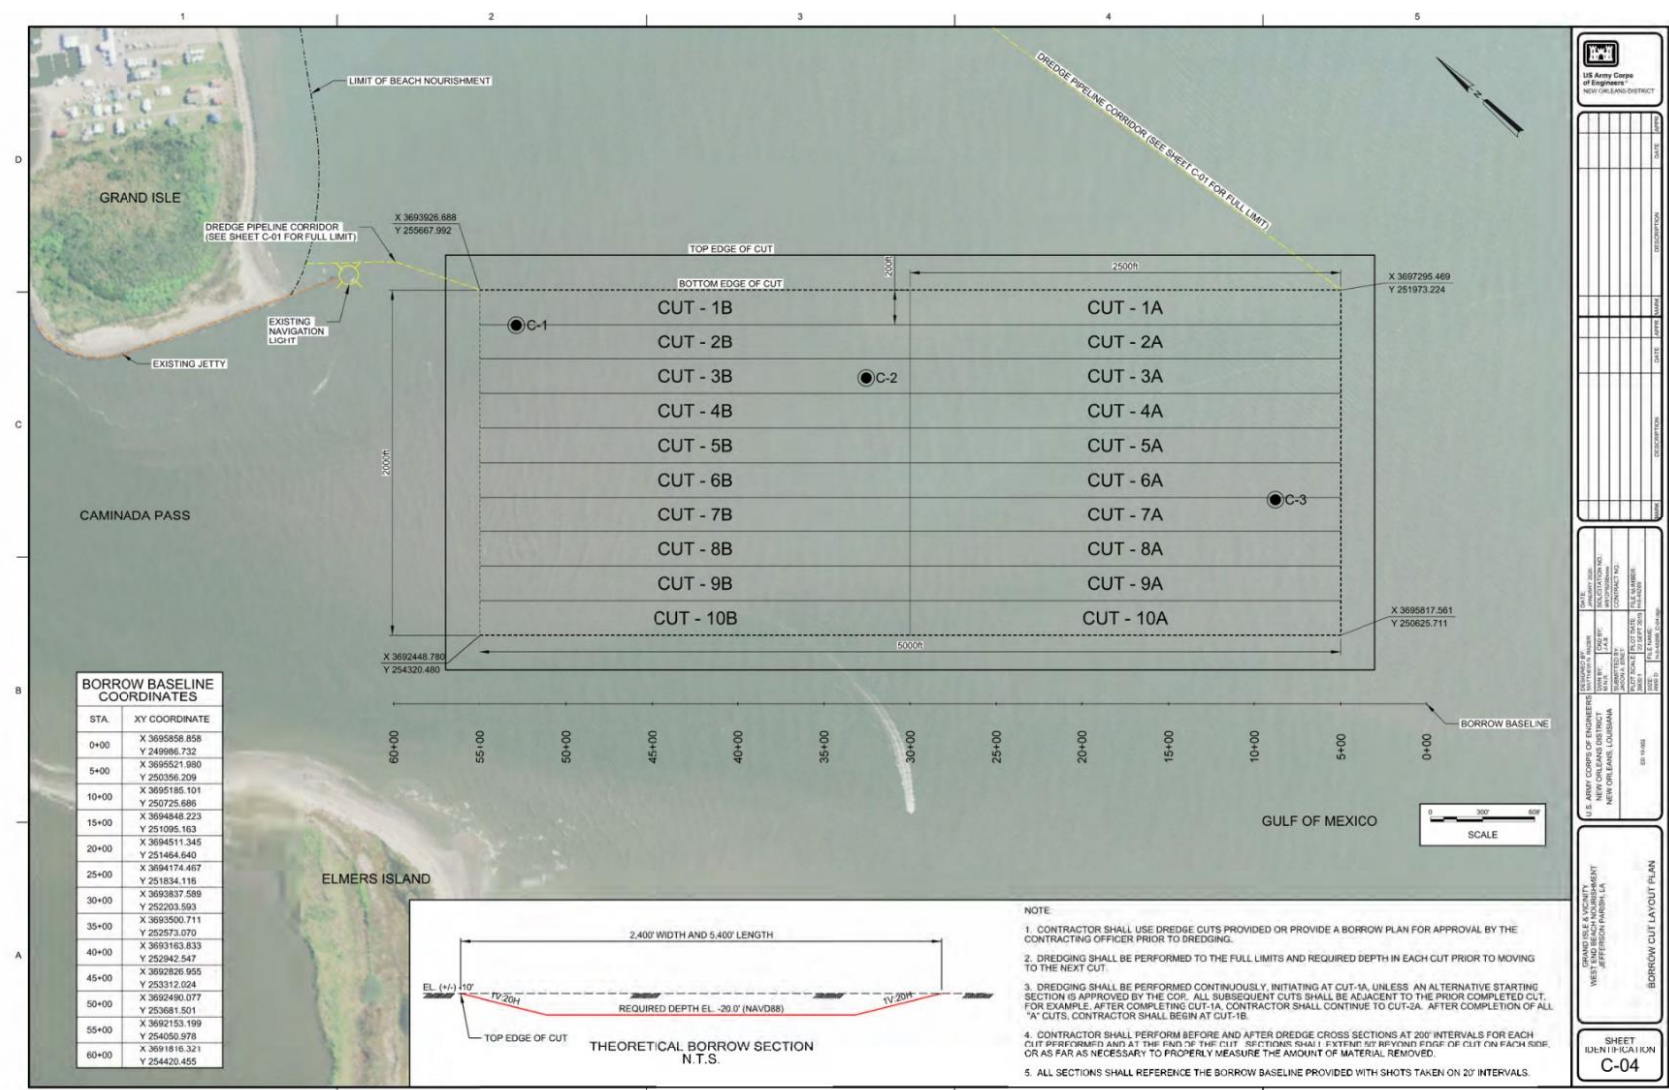 1 2 3 4 5
D
C
B
A
LIMIT OF BEACH NOURISHMENT
GRAND ISLE
DREDGE PIPELINE CORRIDOR
(SEE SHEET C-01 FOR FULL LIMIT)
X 3693926.688
Y 255667.992
DREDGE PIPELINE CORRIDOR (SEE SHEET C-01 FOR FULL LIMIT)
TOP EDGE OF CUT
BOTTOM EDGE OF CUT
200ft
2500ft
X 3697295.469
Y 251973.224
EXISTING
NAVIGATION
LIGHT
EXISTING JETTY
CUT - 1B CUT - 1A
C-1
CUT - 2B CUT - 2A
CUT - 3B CUT - 3A
C-2
CUT - 4B CUT - 4A
CUT - 5B CUT - 5A
CUT - 6B CUT - 6A
C-3
CUT - 7B CUT - 7A
CUT - 8B CUT - 8A
CUT - 9B CUT - 9A
CUT - 10B CUT - 10A
2000ft
5000ft
X 3695817.561
Y 250625.711
X 3692448.780
Y 254320.480
CAMINADA PASS
BORROW BASELINE
60+00 55+00 50+00 45+00 40+00 35+00 30+00 25+00 20+00 15+00 10+00 5+00 0+00
GULF OF MEXICO
ELMERS ISLAND
0 300' 600'
SCALE
BORROW BASELINE
COORDINATES
STA. XY COORDINATE
0+00 X 3695858.858
Y 249986.732
5+00 X 3695521.980
Y 250356.209
10+00 X 3695185.101
Y 250725.686
15+00 X 3694848.223
Y 251095.163
20+00 X 3694511.345
Y 251464.640
25+00 X 3694174.467
Y 251834.116
30+00 X 3693837.589
Y 252203.593
35+00 X 3693500.711
Y 252573.070
40+00 X 3693163.833
Y 252942.547
45+00 X 3692826.955
Y 253312.024
50+00 X 3692490.077
Y 253681.501
55+00 X 3692153.199
Y 254050.978
60+00 X 3691816.321
Y 254420.455
2,400' WIDTH AND 5,400' LENGTH
EL. (+/-) -10'
1V:20H
1V:20H
REQUIRED DEPTH EL. -20.0' (NAVD88)
TOP EDGE OF CUT
THEORETICAL BORROW SECTION
N.T.S.
NOTE:
1. CONTRACTOR SHALL USE DREDGE CUTS PROVIDED OR PROVIDE A BORROW PLAN FOR APPROVAL BY THE
CONTRACTING OFFICER PRIOR TO DREDGING.
2. DREDGING SHALL BE PERFORMED TO THE FULL LIMITS AND REQUIRED DEPTH IN EACH CUT PRIOR TO MOVING
TO THE NEXT CUT.
3. DREDGING SHALL BE PERFORMED CONTINUOUSLY, INITIATING AT CUT-1A, UNLESS AN ALTERNATIVE STARTING
SECTION IS APPROVED BY THE COR. ALL SUBSEQUENT CUTS SHALL BE ADJACENT TO THE PRIOR COMPLETED CUT.
FOR EXAMPLE, AFTER COMPLETING CUT-1A, CONTRACTOR SHALL CONTINUE TO CUT-2A. AFTER COMPLETION OF ALL
"A" CUTS, CONTRACTOR SHALL BEGIN AT CUT-1B.
4. CONTRACTOR SHALL PERFORM BEFORE AND AFTER DREDGE CROSS SECTIONS AT 200' INTERVALS FOR EACH
CUT PERFORMED AND AT THE END OF THE CUT. SECTIONS SHALL EXTEND 50' BEYOND EDGE OF CUT ON EACH SIDE,
OR AS FAR AS NECESSARY TO PROPERLY MEASURE THE AMOUNT OF MATERIAL REMOVED.
5. ALL SECTIONS SHALL REFERENCE THE BORROW BASELINE PROVIDED WITH SHOTS TAKEN ON 20' INTERVALS.
US Army Corps
of Engineers
NEW ORLEANS DISTRICT
MARK DESCRIPTION DATE APPR
MARK DESCRIPTION DATE APPR
U.S. ARMY CORPS OF ENGINEERS
NEW ORLEANS DISTRICT
NEW ORLEANS, LOUISIANA
GRAND ISLE & VICINITY
WEST END BEACH NOURISHMENT
JEFFERSON PARISH, LA
BORROW CUT LAYOUT PLAN
SHEET
IDENTIFICATION
C-04